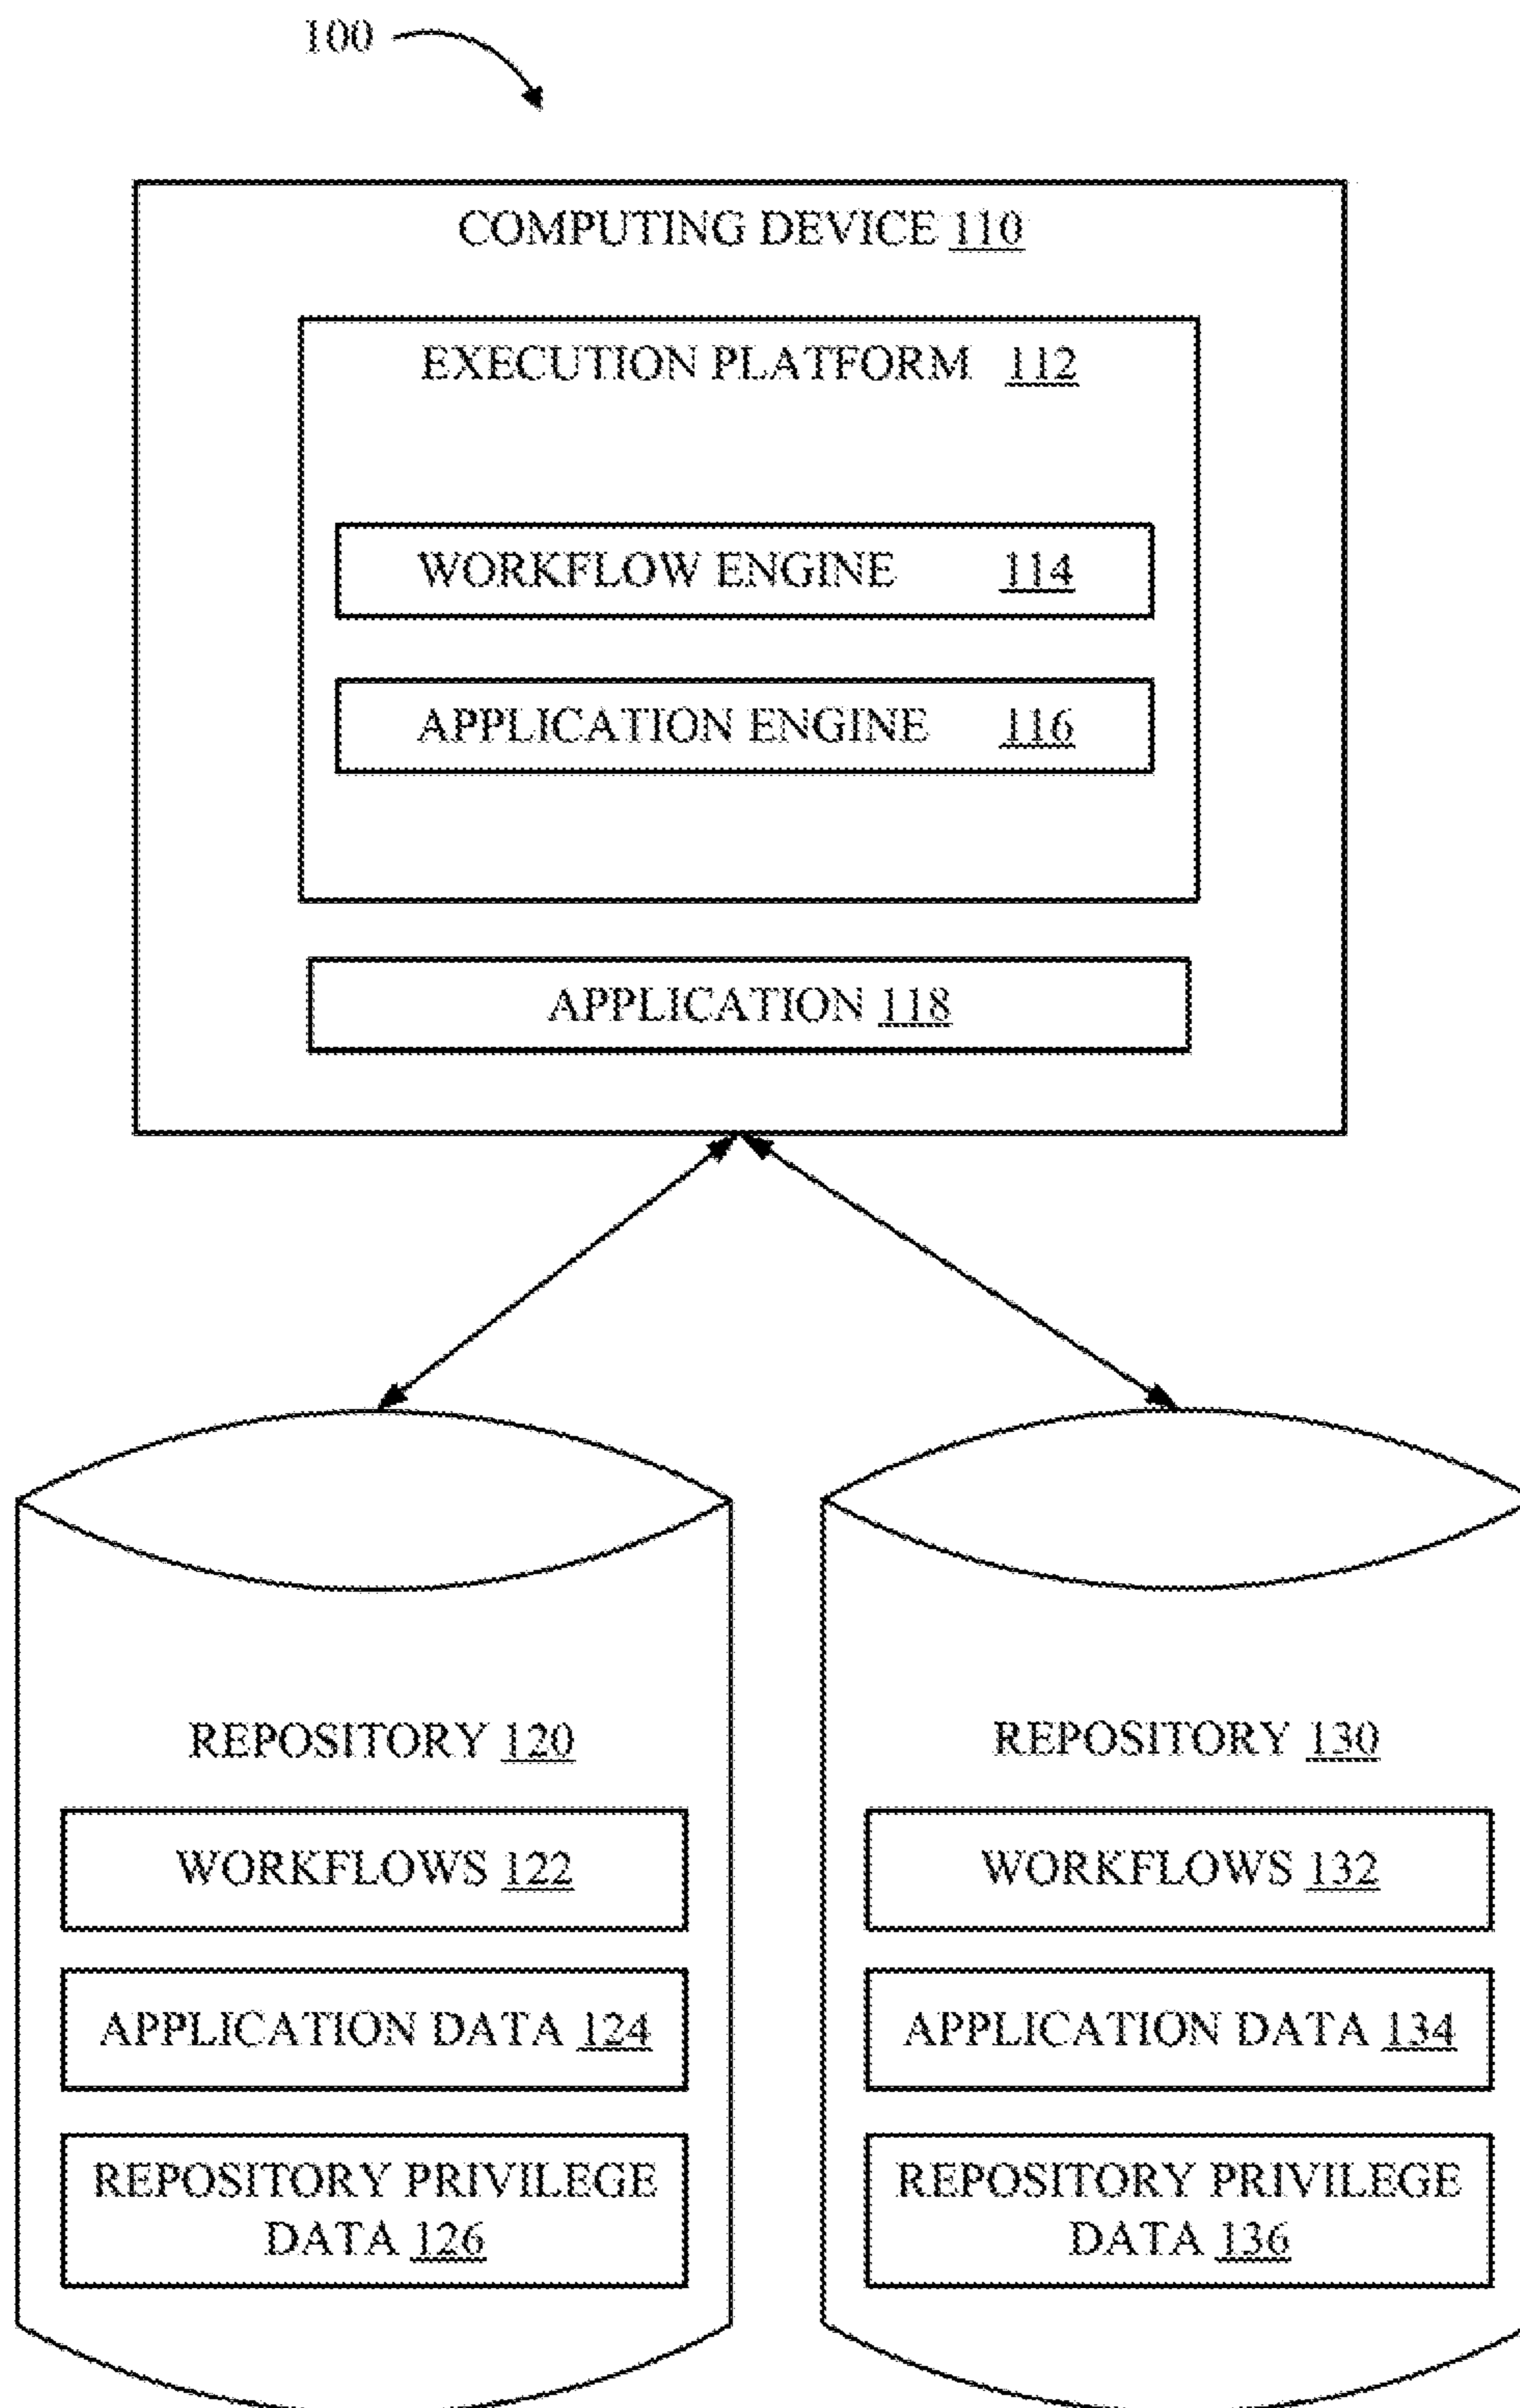 100
COMPUTING DEVICE 110
EXECUTION PLATFORM 112
WORKFLOW ENGINE 114
APPLICATION ENGINE 116
APPLICATION 118
REPOSITORY 120
WORKFLOWS 122
APPLICATION DATA 124
REPOSITORY PRIVILEGE
DATA 126
REPOSITORY 130
WORKFLOWS 132
APPLICATION DATA 134
REPOSITORY PRIVILEGE
DATA 136